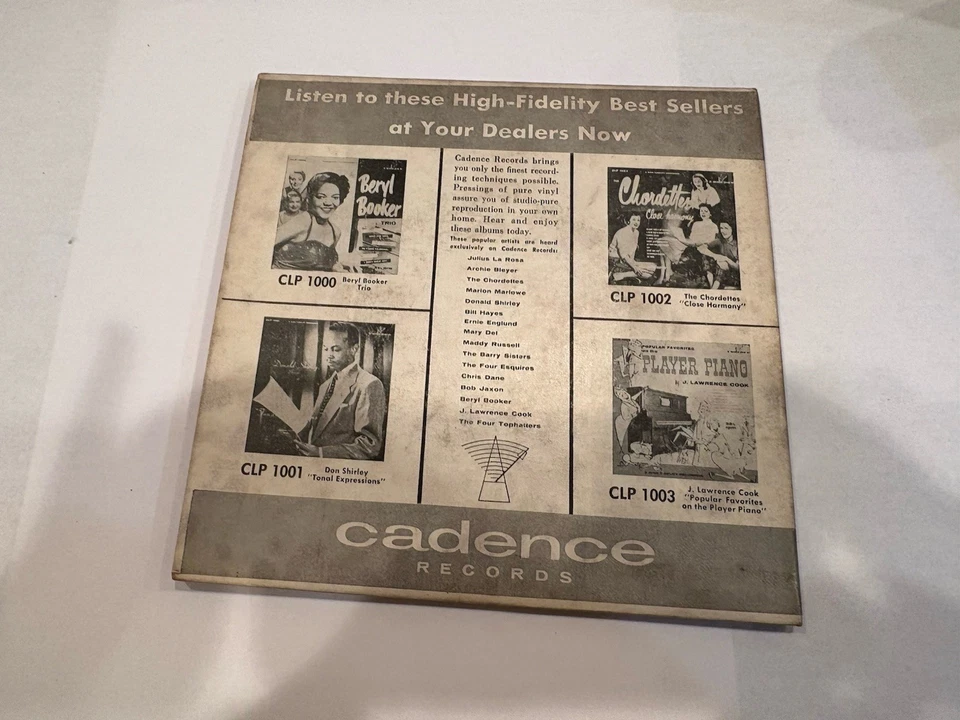 Listen to these High-Fidelity Best Sellers
at Your Dealers Now
Beryl
Booker
TRIO
CLP 1000 Beryl Booker
Trio
CLP 1001 Don Shirley
"Tonal Expressions"
Cadence Records brings
you only the finest record-
ing techniques possible.
Pressings of pure vinyl
assure you of studio-pure
reproduction in your own
home. Hear and enjoy
these albums today.
These popular artists are heard
exclusively on Cadence Records:
Julius La Rosa
Archie Bleyer
The Chordettes
Marion Marlowe
Donald Shirley
Bill Hayes
Ernie Englund
Mary Del
Maddy Russell
The Barry Sisters
The Four Esquires
Chris Dane
Bob Jaxon
Beryl Booker
J. Lawrence Cook
The Four Tophatters
Chordettes
Close harmony
CLP 1002 The Chordettes
"Close Harmony"
POPULAR FAVORITES
PLAYER PIANO
by J. LAWRENCE COOK
CLP 1003 J. Lawrence Cook
"Popular Favorites
on the Player Piano"
cadence
RECORDS